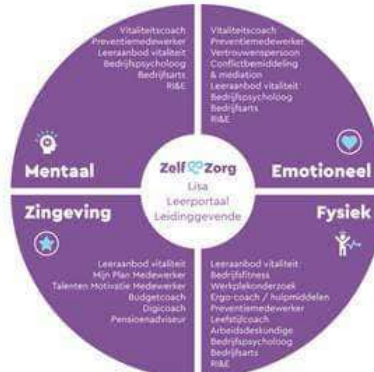 Vitaliteitscoach
Preventiemedewerker
Leeraanbod vitaliteit
Bedrijfspsycholoog
Bedrijfsarts
RI&E
Mentaal
Vitaliteitscoach
Preventiemedewerker
Vertrouwenspersoon
Conflictbemiddeling
& mediation
Leeraanbod vitaliteit
Bedrijfspsycholoog
Bedrijfsarts
RI&E
Emotioneel
Zelf Zorg
Lisa
Leerportaal
Leidinggevende
Zingeving
Leeraanbod vitaliteit
Mijn Plan Medewerker
Talenten Motivatie Medewerker
Budgetcoach
Digicoach
Pensioenadviseur
Fysiek
Leeraanbod vitaliteit
Bedrijfsfitness
Werkplekonderzoek
Ergo-coach / hulpmiddelen
Preventiemedewerker
Leefstijlcoach
Arbeidsdeskundige
Bedrijfspsycholoog
Bedrijfsarts
RI&E